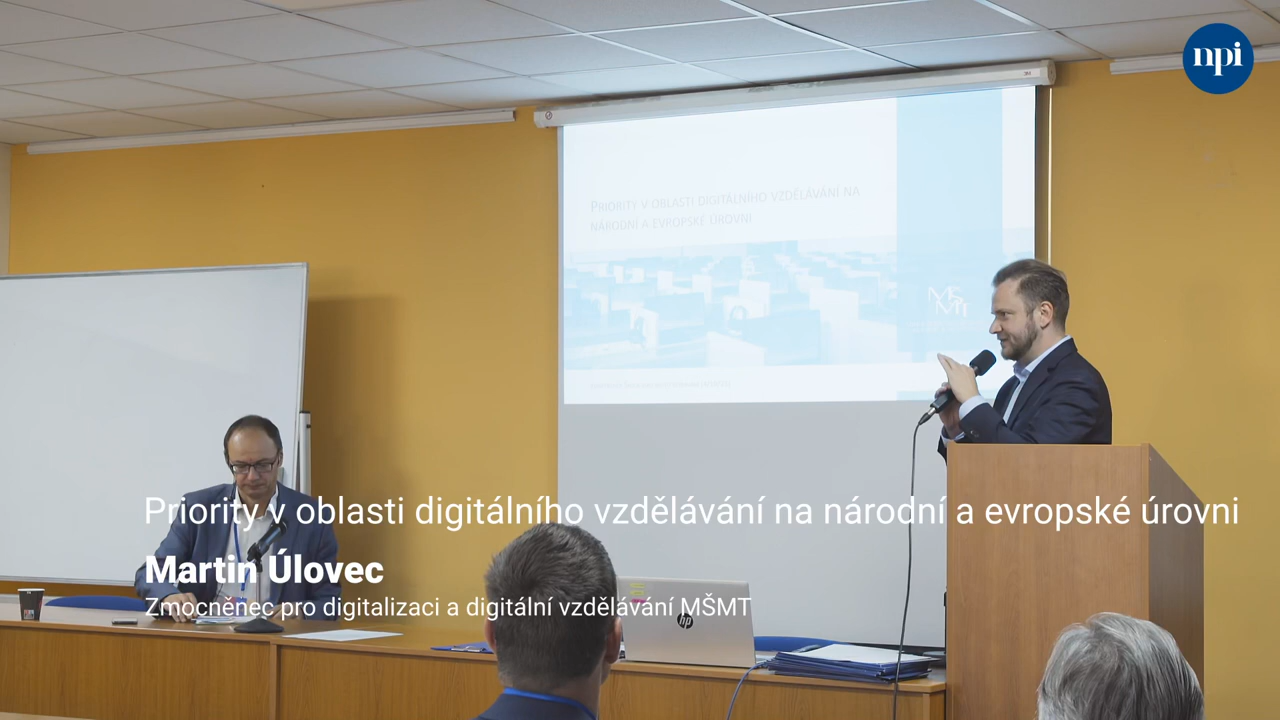 npi
PRIORITY V OBLASTI DIGITÁLNÍHO VZDĚLÁVÁNÍ NA
NÁRODNÍ A EVROPSKÉ ÚROVNI
MŠMT
Priority v oblasti digitálního vzdělávání na národní a evropské úrovni
Martin Úlovec
Zmocněnec pro digitalizaci a digitální vzdělávání MŠMT
hp